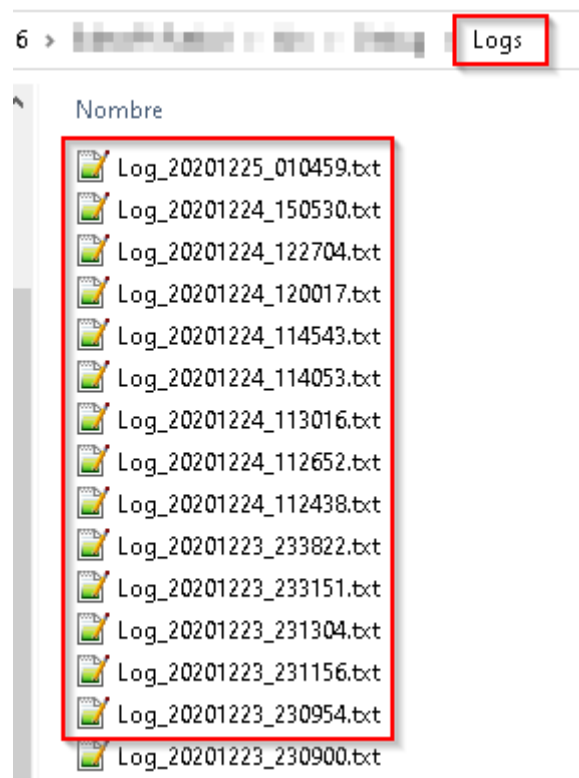 6 > Logs
Nombre
Log_20201225_010459.txt
Log_20201224_150530.txt
Log_20201224_122704.txt
Log_20201224_120017.txt
Log_20201224_114543.txt
Log_20201224_114053.txt
Log_20201224_113016.txt
Log_20201224_112652.txt
Log_20201224_112438.txt
Log_20201223_233822.txt
Log_20201223_233151.txt
Log_20201223_231304.txt
Log_20201223_231156.txt
Log_20201223_230954.txt
Log_20201223_230900.txt